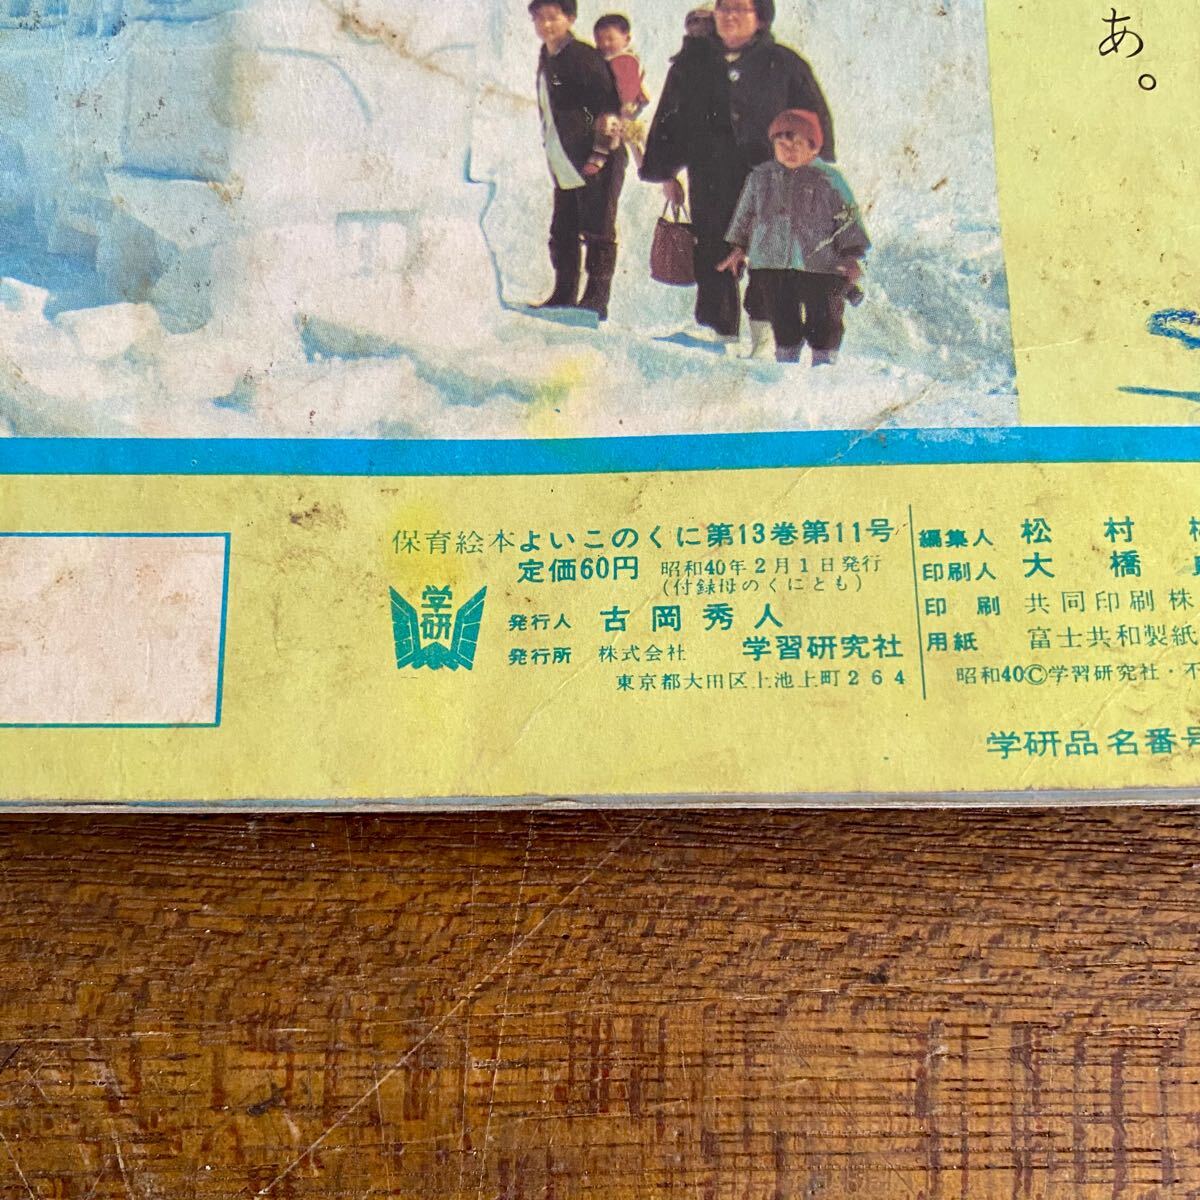 あ。
保育絵本よいこのくに第13巻第11号
定価60円 昭和40年2月1日発行
(付録母のくにとも)
学研
発行人 古岡秀人
発行所 株式会社 学習研究社
東京都大田区上池上町264
編集人 松村
印刷人 大橋
印刷 共同印刷株
用紙 富士共和製紙
昭和40©学習研究社・不
学研品名番号